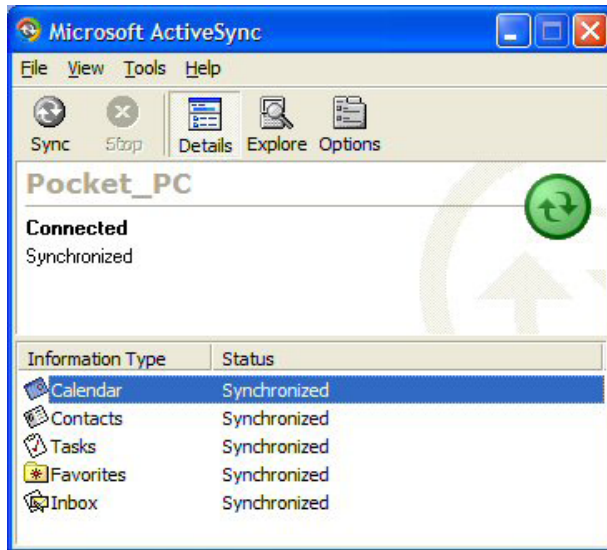 Microsoft ActiveSync
File View Tools Help
Sync Stop Details Explore Options
Pocket_PC
Connected
Synchronized
Information Type Status
Calendar Synchronized
Contacts Synchronized
Tasks Synchronized
Favorites Synchronized
Inbox Synchronized